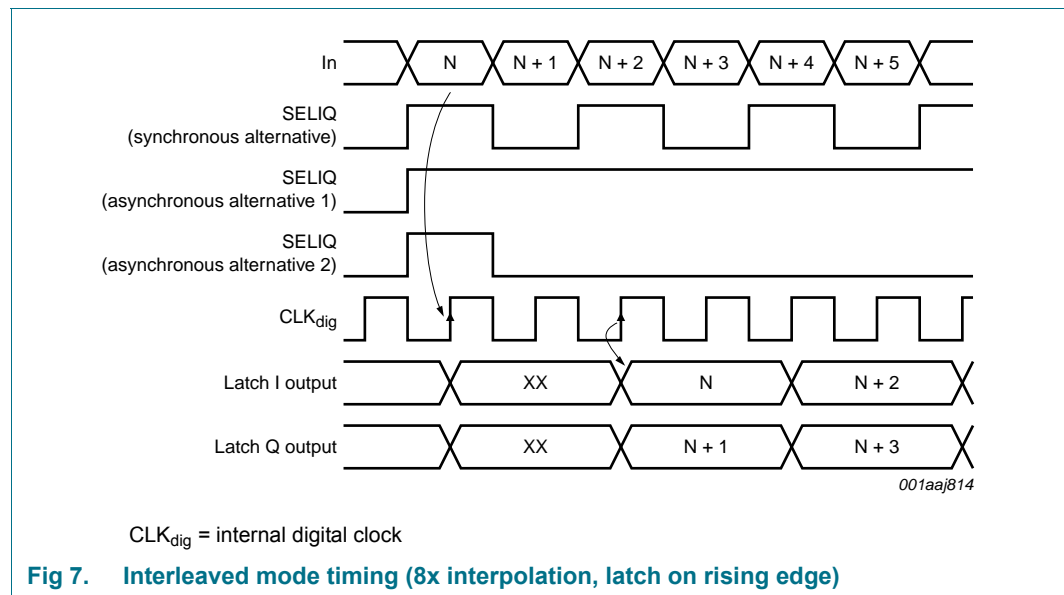 In
N
N + 1
N + 2
N + 3
N + 4
N + 5
SELIQ
(synchronous alternative)
SELIQ
(asynchronous alternative 1)
SELIQ
(asynchronous alternative 2)
CLKdig
Latch I output
XX
N
N + 2
Latch Q output
XX
N + 1
N + 3
001aaj814
CLKdig = internal digital clock
Fig 7. Interleaved mode timing (8x interpolation, latch on rising edge)